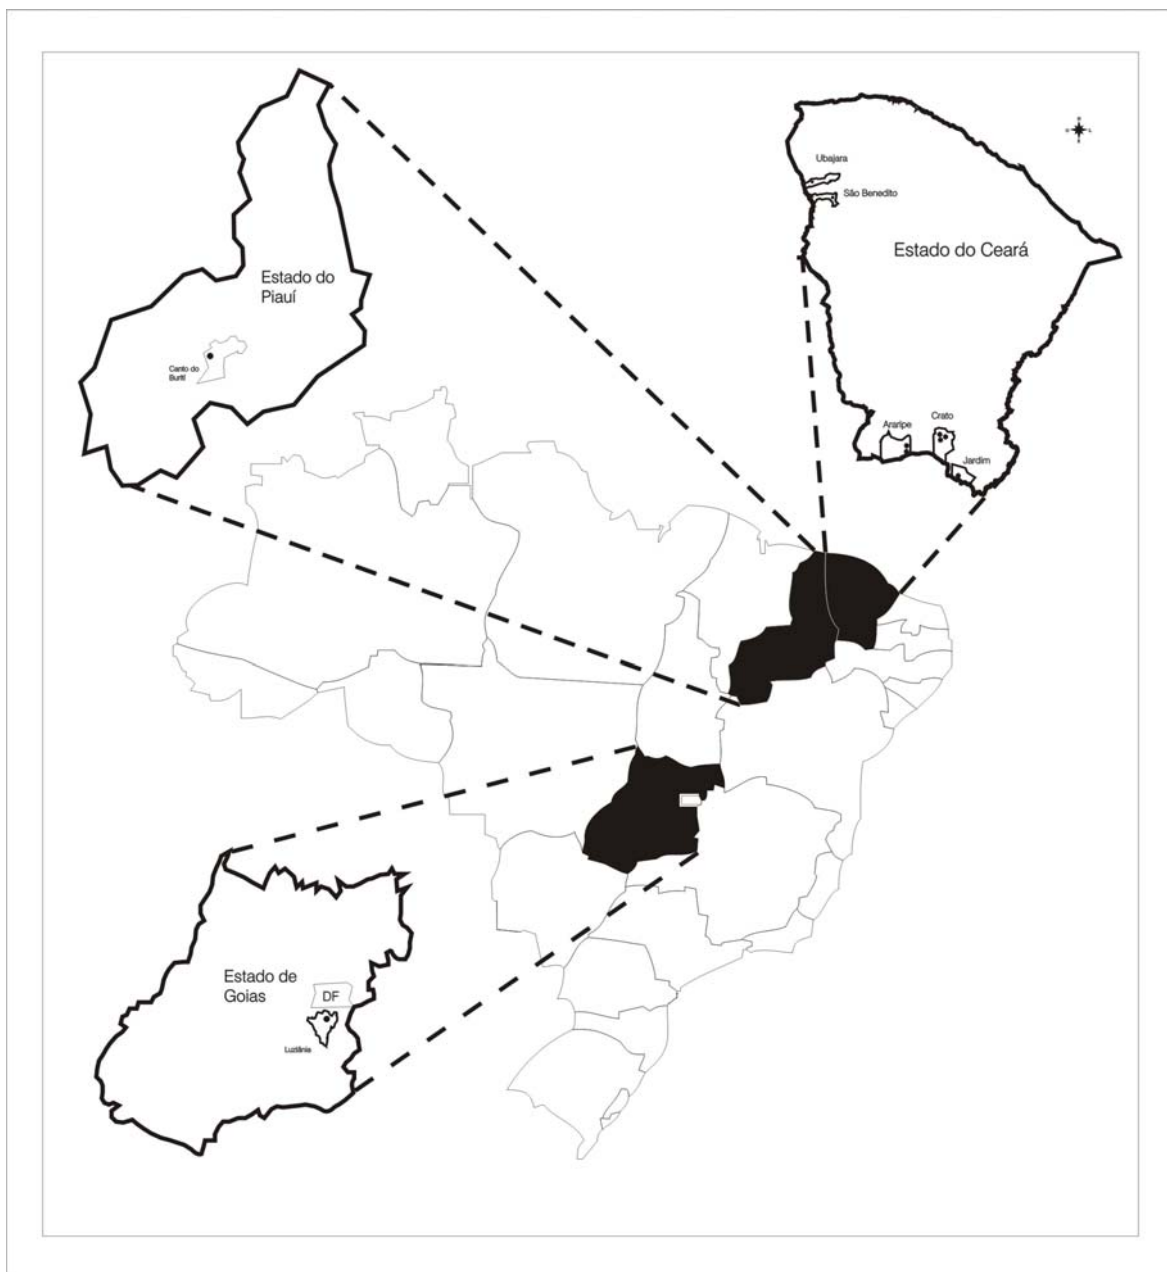 Ubajara
São Benedito
Estado do Ceará
Estado do
Piauí
Canto do
Buriti
Araripe
Crato
Jardim
Estado de
Goias
DF
Luziânia